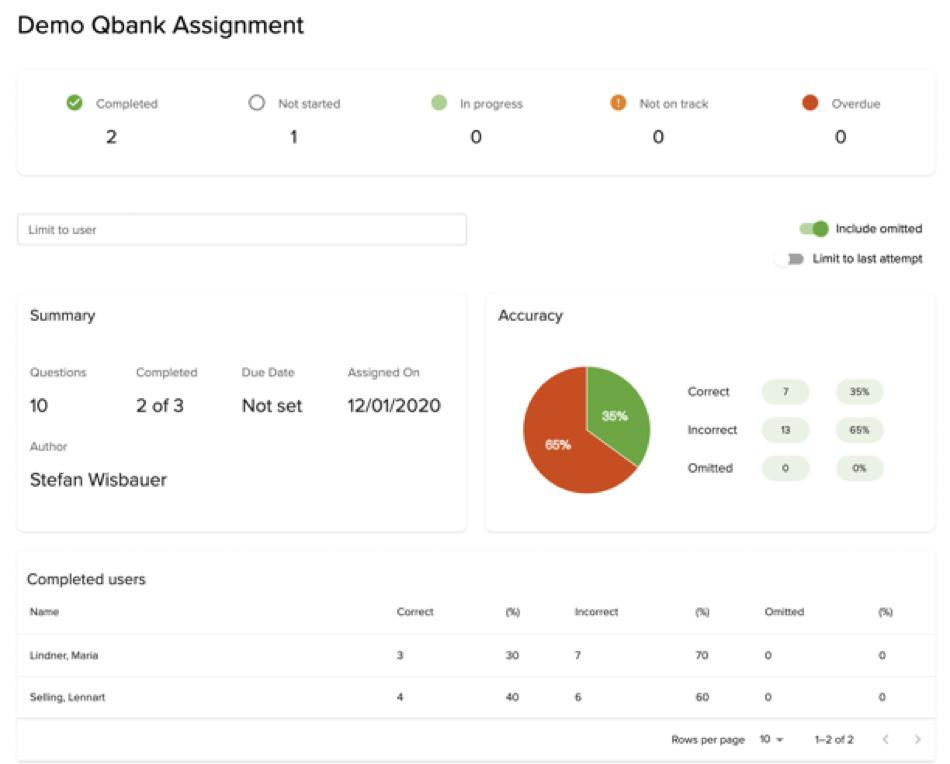 Demo Qbank Assignment
Completed Not started In progress Not on track Overdue
2 1 0 0 0
Limit to user
Include omitted
Limit to last attempt
Summary
Questions Completed Due Date Assigned On
10 2 of 3 Not set 12/01/2020
Author
Stefan Wisbauer
Accuracy
35%
65%
Correct 7 35%
Incorrect 13 65%
Omitted 0 0%
Completed users
Name Correct (%) Incorrect (%) Omitted (%)
Lindner, Maria 3 30 7 70 0 0
Selling, Lennart 4 40 6 60 0 0
Rows per page 10 1–2 of 2